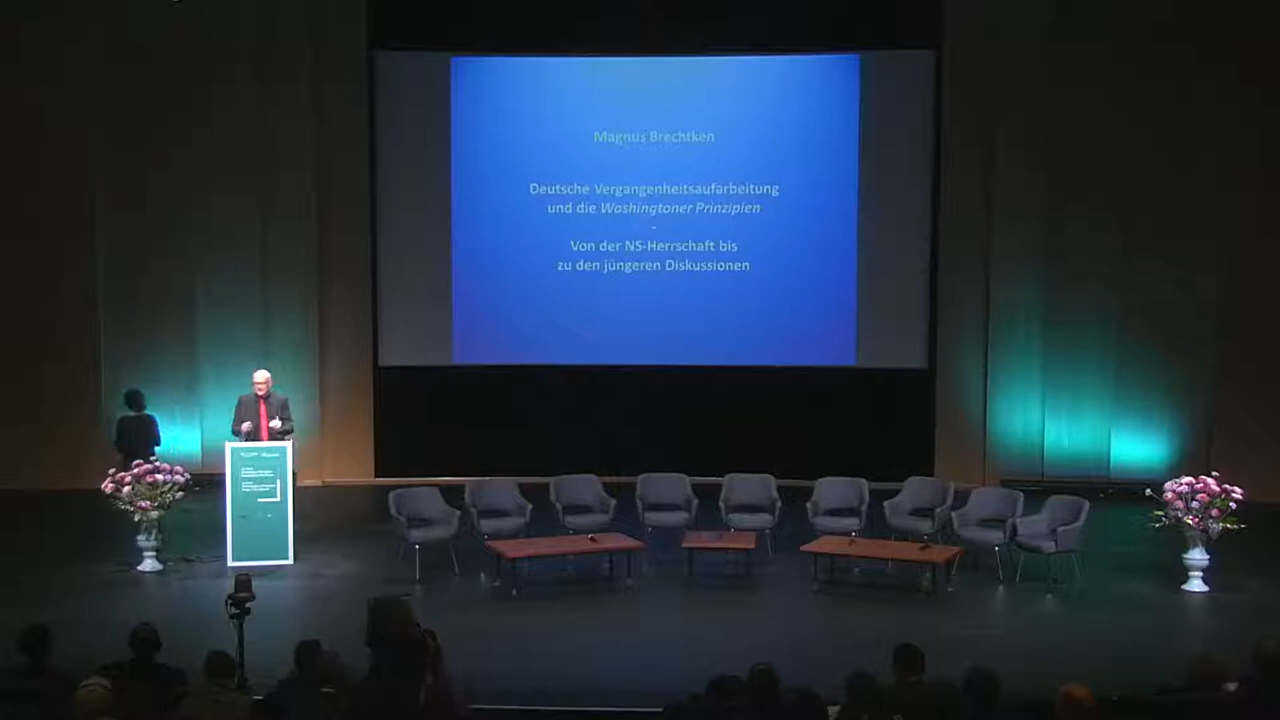 Magnus Brechtken
Deutsche Vergangenheitsaufarbeitung
und die Washingtoner Prinzipien
-
Von der NS-Herrschaft bis
zu den jüngeren Diskussionen